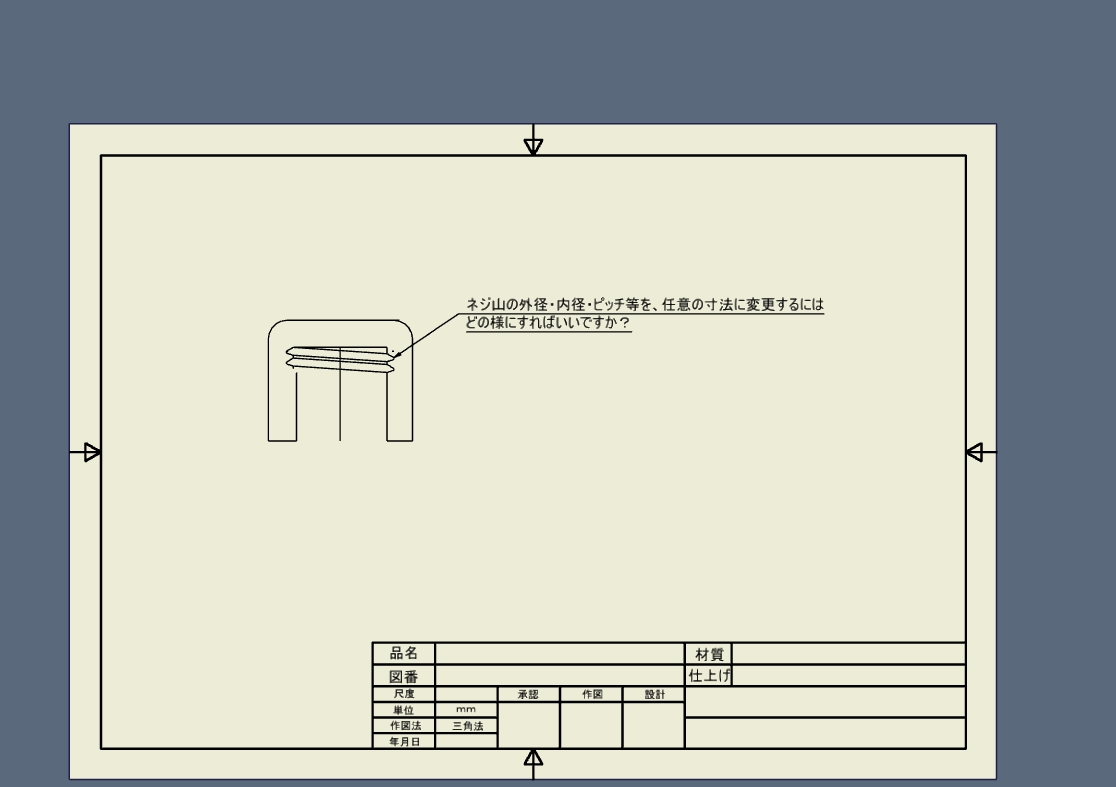 ネジ山の外径・内径・ピッチ等を、任意の寸法に変更するには
どの様にすればいいですか？
品名
材質
図番
仕上げ
尺度
承認
作図
設計
単位
mm
作図法
三角法
年月日